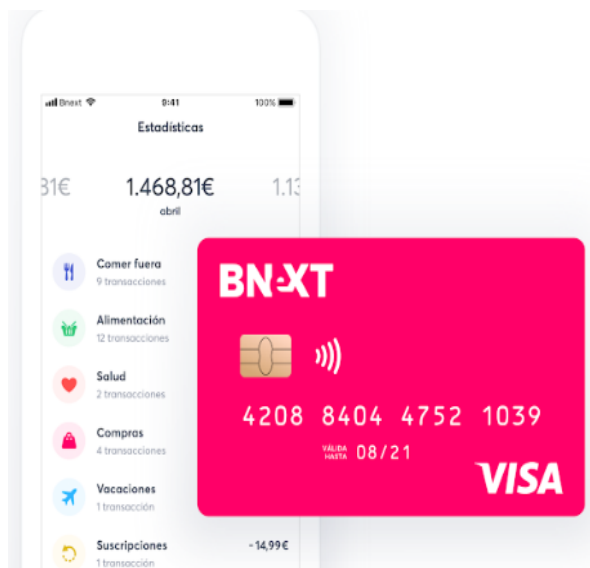 Bnext 9:41 100%
Estadísticas
81€ 1.468,81€ 1.13
abril
Comer fuera
9 transacciones
Alimentación
12 transacciones
Salud
2 transacciones
Compras
4 transacciones
Vacaciones
1 transacción
Suscripciones -14,99€
1 transacción
BNEXT
4208 8404 4752 1039
VÁLIDA HASTA 08/21
VISA